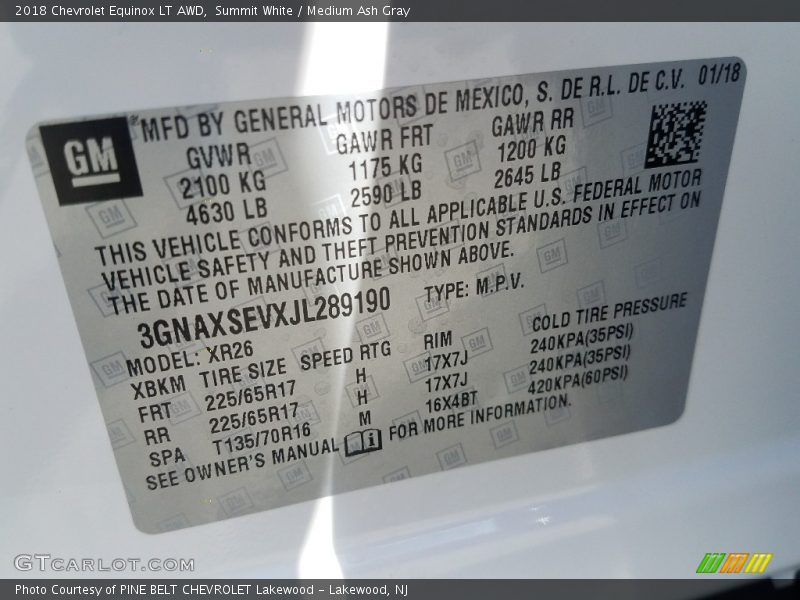 2018 Chevrolet Equinox LT AWD,  Summit White / Medium Ash Gray
GM
® MFD BY GENERAL MOTORS DE MEXICO, S. DE R.L. DE C.V. 01/18
GVWR GAWR FRT GAWR RR
2100 KG 1175 KG 1200 KG
4630 LB 2590 LB 2645 LB
THIS VEHICLE CONFORMS TO ALL APPLICABLE U.S. FEDERAL MOTOR
VEHICLE SAFETY AND THEFT PREVENTION STANDARDS IN EFFECT ON
THE DATE OF MANUFACTURE SHOWN ABOVE.
3GNAXSEVXJL289190 TYPE: M.P.V.
MODEL: XR26
XBKM TIRE SIZE SPEED RTG RIM COLD TIRE PRESSURE
FRT 225/65R17 H 17X7J 240KPA(35PSI)
RR 225/65R17 H 17X7J 240KPA(35PSI)
SPA T135/70R16 M 16X4BT 420KPA(60PSI)
SEE OWNER'S MANUAL FOR MORE INFORMATION.
GTCARLOT.COM
Photo Courtesy of PINE BELT CHEVROLET Lakewood - Lakewood, NJ